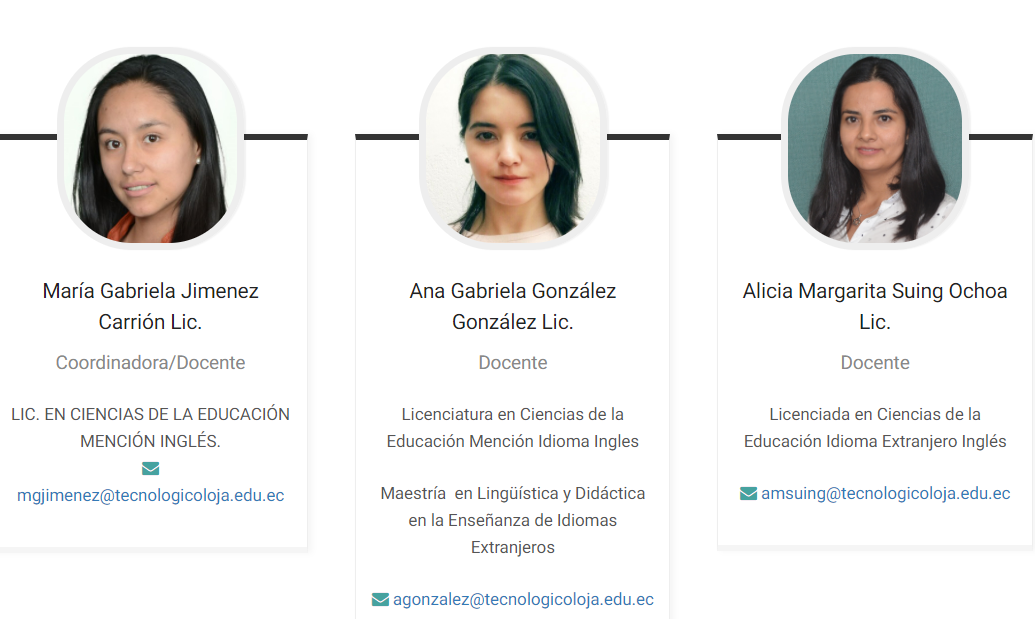 María Gabriela Jimenez
Carrión Lic.
Coordinadora/Docente
LIC. EN CIENCIAS DE LA EDUCACIÓN
MENCIÓN INGLÉS.
mgjimenez@tecnologicoloja.edu.ec
Ana Gabriela González
González Lic.
Docente
Licenciatura en Ciencias de la
Educación Mención Idioma Ingles
Maestría  en Lingüística y Didáctica
en la Enseñanza de Idiomas
Extranjeros
agonzalez@tecnologicoloja.edu.ec
Alicia Margarita Suing Ochoa
Lic.
Docente
Licenciada en Ciencias de la
Educación Idioma Extranjero Inglés
amsuing@tecnologicoloja.edu.ec